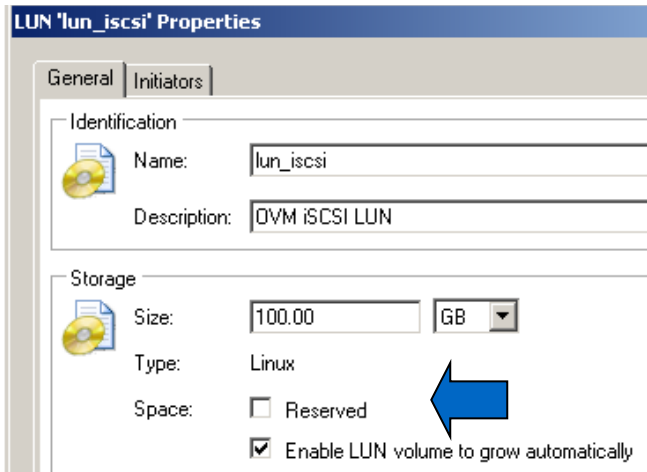 LUN 'lun_iscsi' Properties
General Initiators
Identification
Name: lun_iscsi
Description: OVM iSCSI LUN
Storage
Size: 100.00 GB
Type: Linux
Space: Reserved
Enable LUN volume to grow automatically